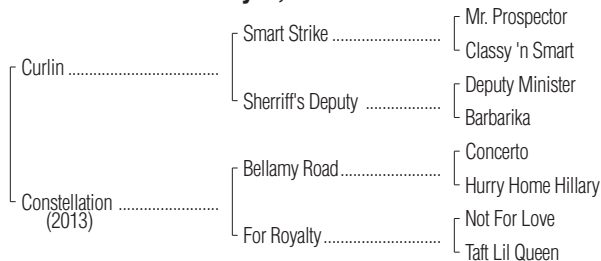 Mr. Prospector
Smart Strike ......................
Classy 'n Smart
Curlin ..............................
Deputy Minister
Sherriff's Deputy ...............
Barbarika
Concerto
Bellamy Road....................
Hurry Home Hillary
Constellation ....................
(2013)
Not For Love
For Royalty.......................
Taft Lil Queen